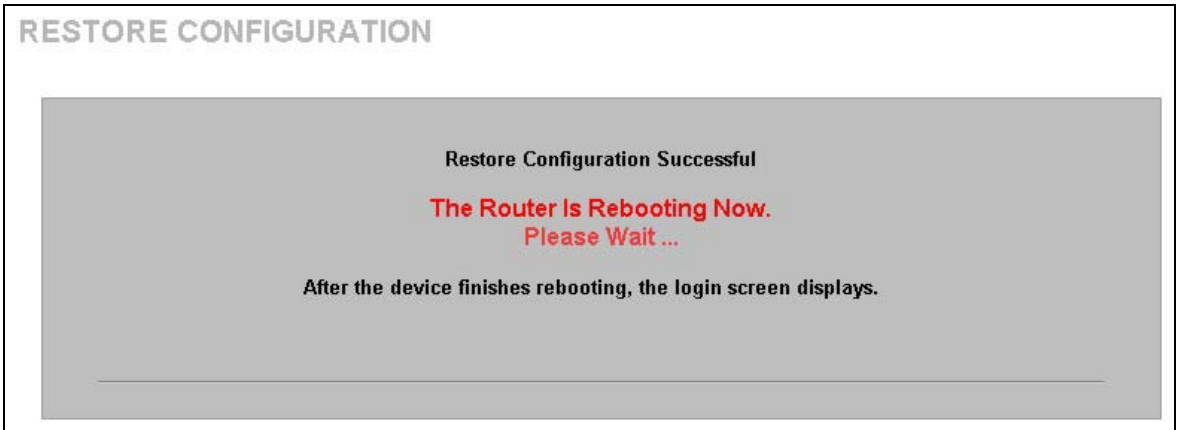 RESTORE CONFIGURATION
Restore Configuration Successful
The Router Is Rebooting Now.
Please Wait ...
After the device finishes rebooting, the login screen displays.